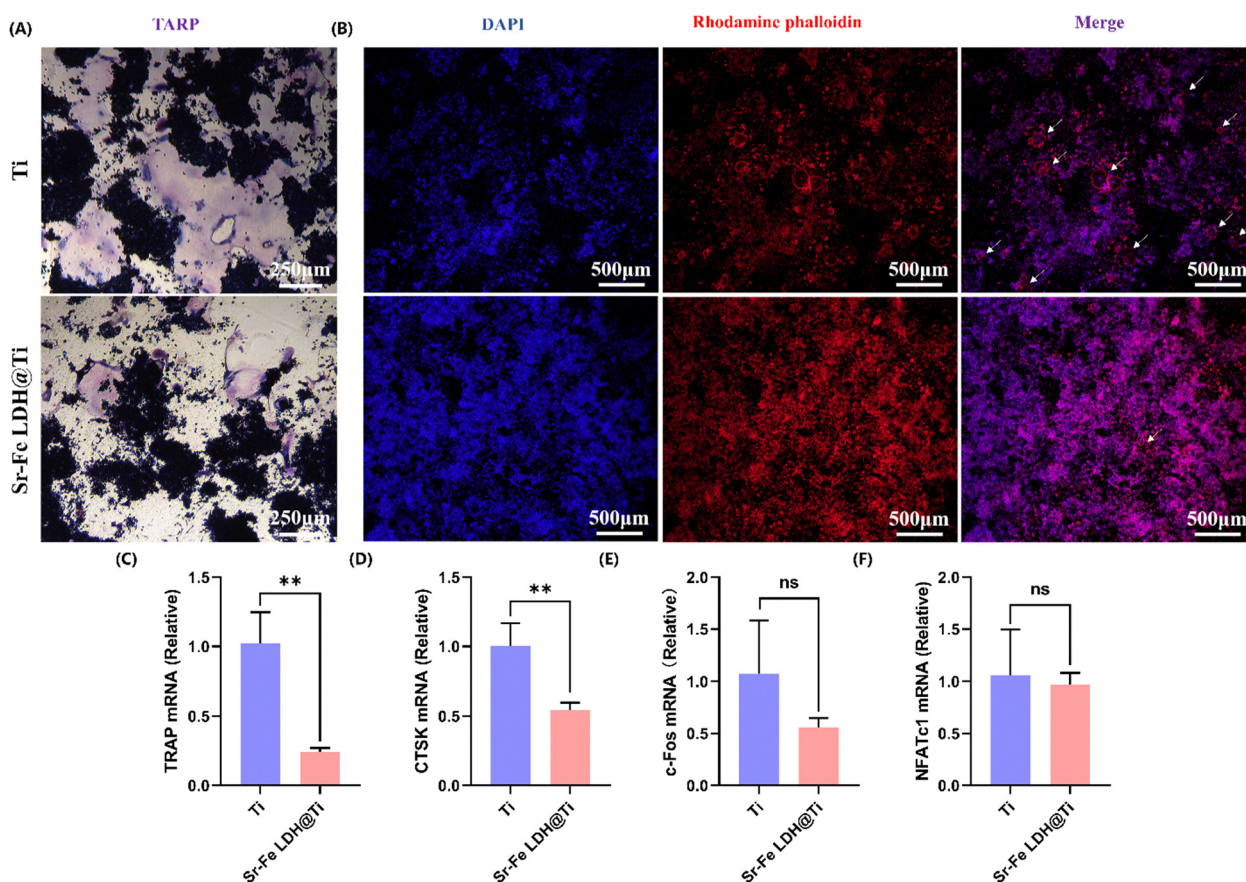 (A) TARP (B) DAPI Rhodamine phalloidin Merge
Ti
250μm 500μm 500μm 500μm
Sr-Fe LDH@Ti
250μm 500μm 500μm 500μm
(C) (D) (E) (F)
TRAP mRNA (Relative)
1.5
1.0
0.5
0.0
**
Ti
Sr-Fe LDH@Ti
CTSK mRNA (Relative)
1.5
1.0
0.5
0.0
**
Ti
Sr-Fe LDH@Ti
c-Fos mRNA（Relative）
2.0
1.5
1.0
0.5
0.0
ns
Ti
Sr-Fe LDH@Ti
NFATc1 mRNA (Relative)
2.0
1.5
1.0
0.5
0.0
ns
Ti
Sr-Fe LDH@Ti